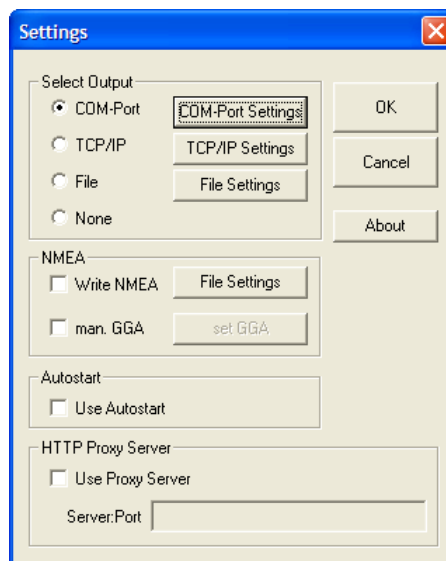 Settings
Select Output
COM-Port
COM-Port Settings
OK
TCP/IP
TCP/IP Settings
Cancel
File
File Settings
None
About
NMEA
Write NMEA
File Settings
man. GGA
set GGA
Autostart
Use Autostart
HTTP Proxy Server
Use Proxy Server
Server:Port